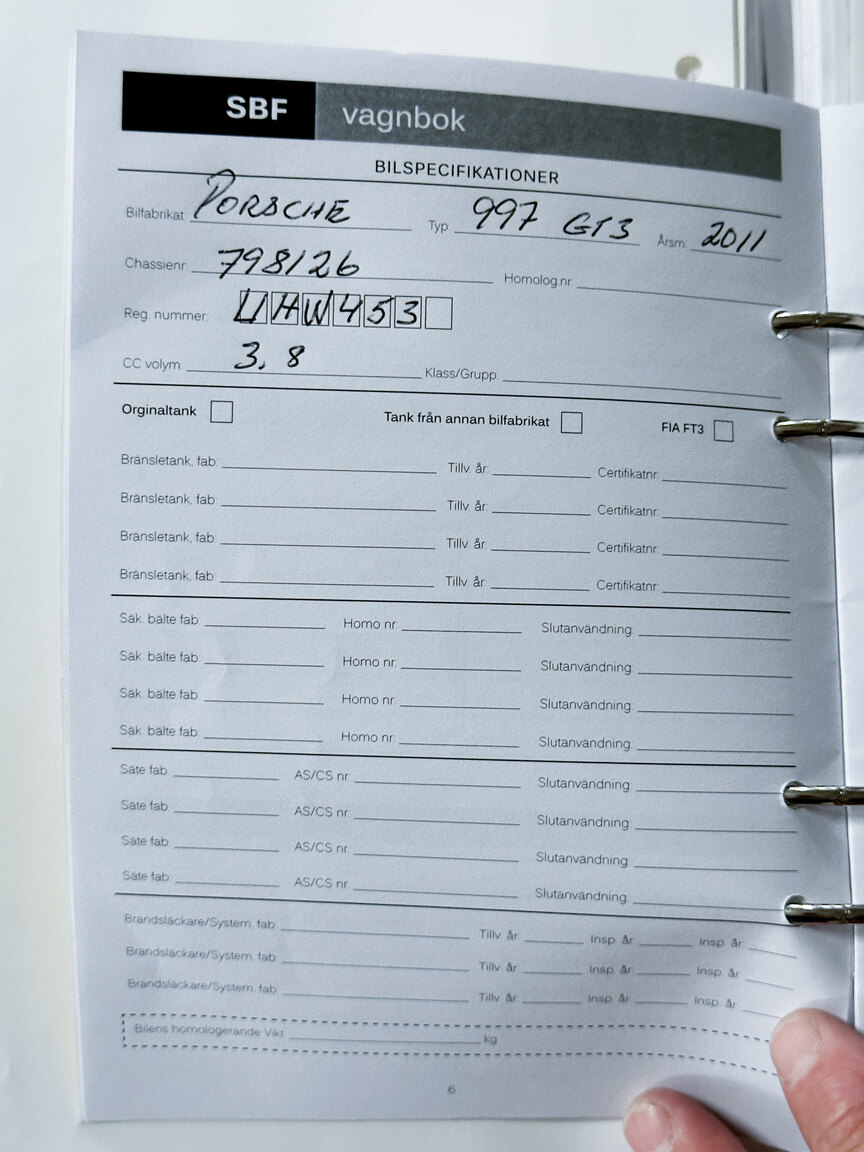 SBF vagnbok
BILSPECIFIKATIONER
Bilfabrikat: PORSCHE Typ: 997 GT3 Årsm: 2011
Chassienr: 798126 Homolog.nr:
Reg. nummer: UHW453
CC volym: 3.8 Klass/Grupp:
Orginaltank Tank från annan bilfabrikat FIA FT3
Bränsletank, fab: Tillv. år: Certifikatnr:
Bränsletank, fab: Tillv. år: Certifikatnr:
Bränsletank, fab: Tillv. år: Certifikatnr:
Bränsletank, fab: Tillv. år: Certifikatnr:
Säk. bälte fab: Homo nr: Slutanvändning:
Säk. bälte fab: Homo nr: Slutanvändning:
Säk. bälte fab: Homo nr: Slutanvändning:
Säk. bälte fab: Homo nr: Slutanvändning:
Säte fab: AS/CS nr: Slutanvändning:
Säte fab: AS/CS nr: Slutanvändning:
Säte fab: AS/CS nr: Slutanvändning:
Säte fab: AS/CS nr: Slutanvändning:
Brandsläckare/System, fab: Tillv. år: Insp. år: Insp. år:
Brandsläckare/System, fab: Tillv. år: Insp. år: Insp. år:
Brandsläckare/System, fab: Tillv. år: Insp. år: Insp. år:
Bilens homologerande Vikt: kg
6